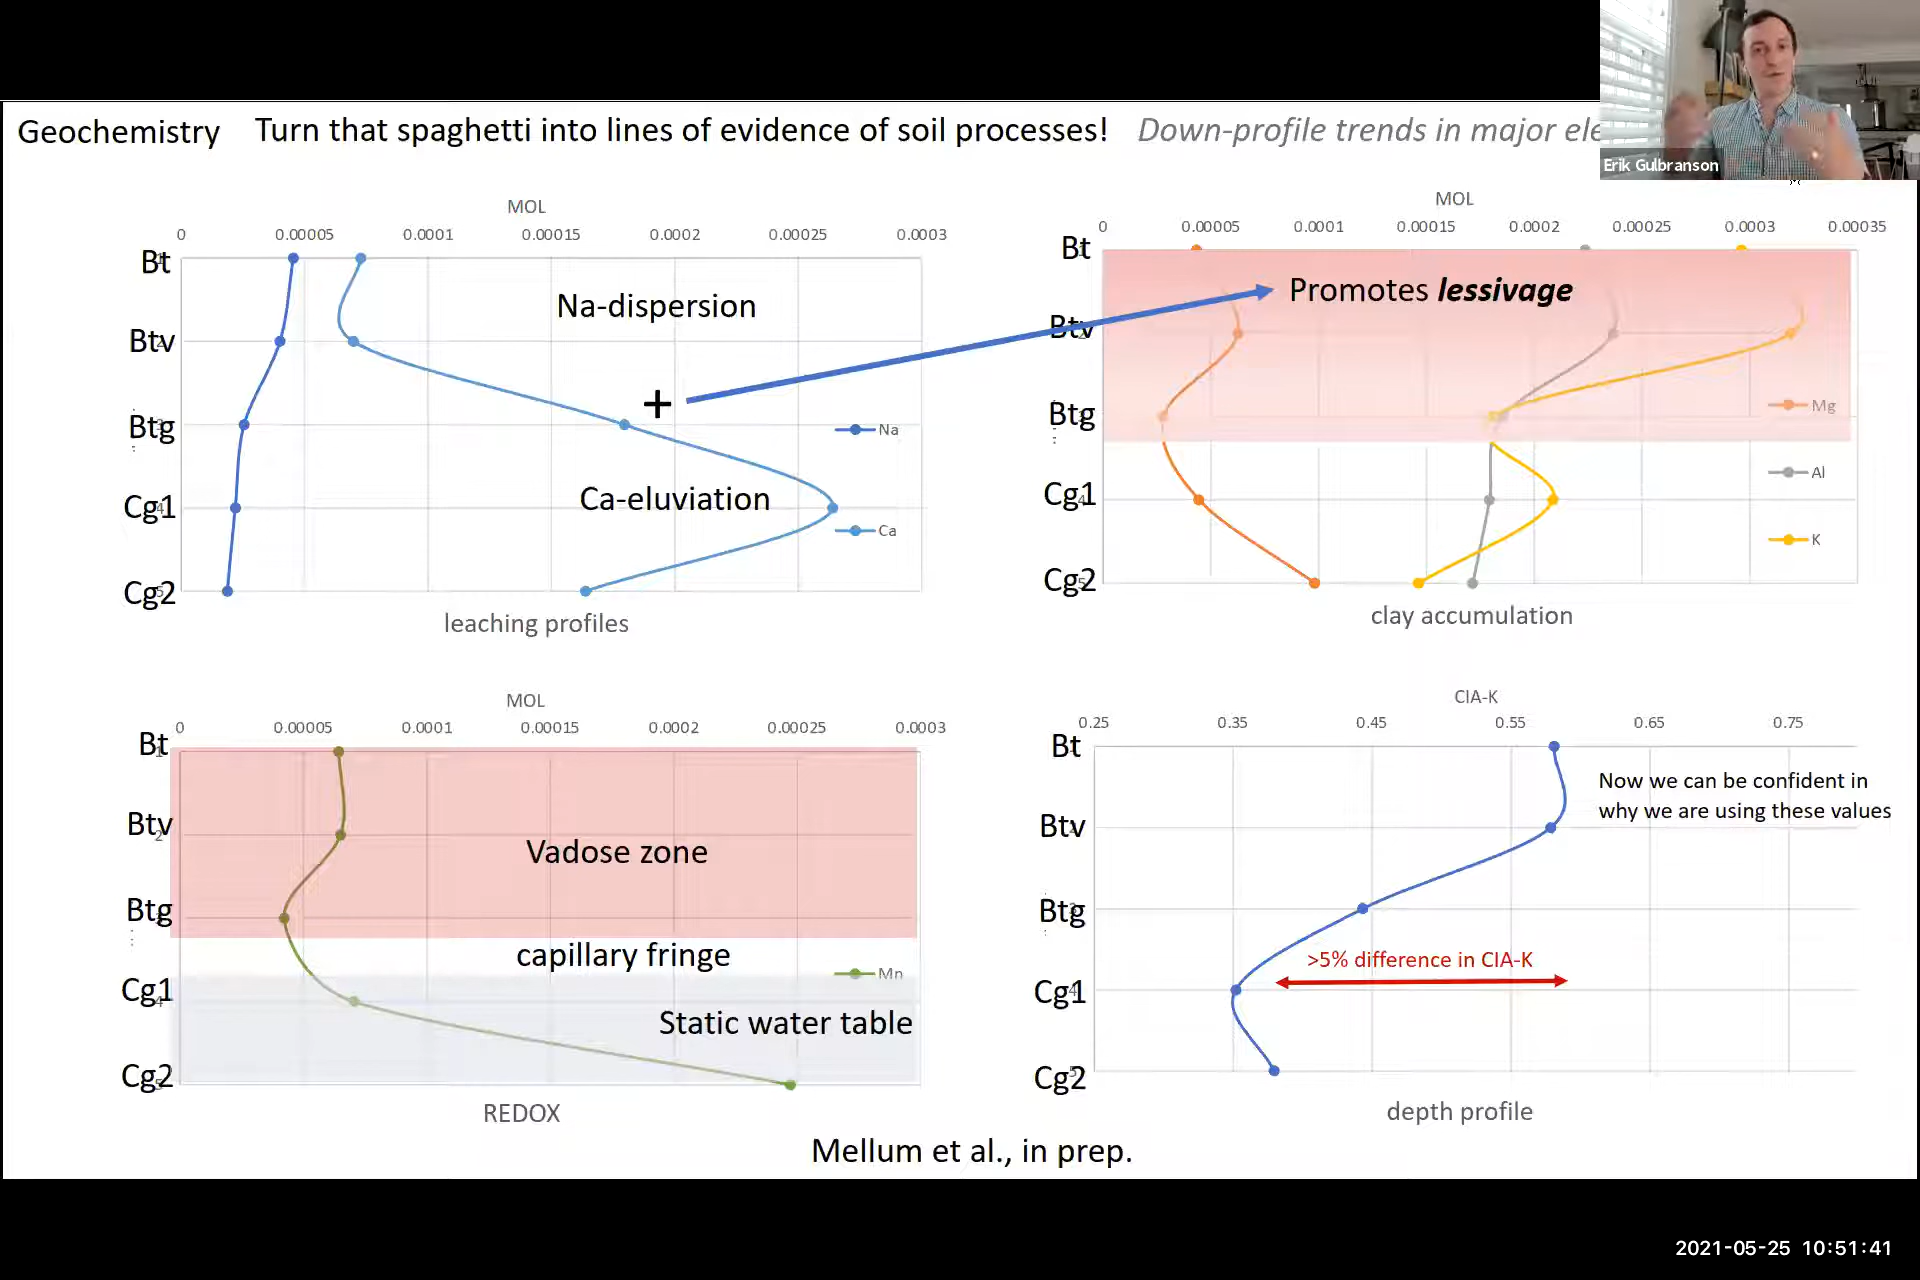 Geochemistry Turn that spaghetti into lines of evidence of soil processes! Down-profile trends in major ele
Erik Gulbranson
MOL
0 0.00005 0.0001 0.00015 0.0002 0.00025 0.0003
Bt
Btv
Btg
Cg1
Cg2
Na-dispersion
+
Ca-eluviation
Na
Ca
leaching profiles
MOL
0 0.00005 0.0001 0.00015 0.0002 0.00025 0.0003 0.00035
Bt
Btv
Btg
Cg1
Cg2
Promotes lessivage
Mg
Al
K
clay accumulation
MOL
0 0.00005 0.0001 0.00015 0.0002 0.00025 0.0003
Bt
Btv
Btg
Cg1
Cg2
Vadose zone
capillary fringe
Mn
Static water table
REDOX
CIA-K
0.25 0.35 0.45 0.55 0.65 0.75
Bt
Btv
Btg
Cg1
Cg2
Now we can be confident in
why we are using these values
>5% difference in CIA-K
depth profile
Mellum et al., in prep.
2021-05-25 10:51:41